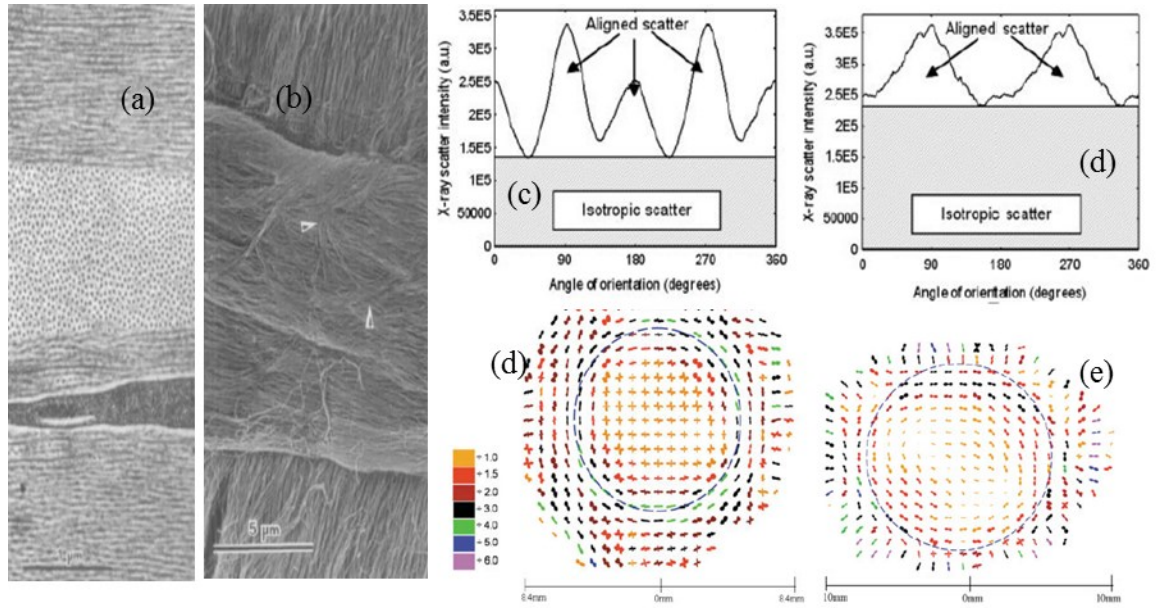 (a)
(b)
5 μm
X-ray scatter intensity (a.u.)
3.5E5
3E5
2.5E5
2E5
1.5E5
1E5
50000
0
Aligned scatter
(c)
Isotropic scatter
0 90 180 270 360
Angle of orientation (degrees)
X-ray scatter intensity (a.u.)
3.5E5
3E5
2.5E5
2E5
1.5E5
1E5
50000
0
Aligned scatter
(d)
Isotropic scatter
0 90 180 270 360
Angle of orientation (degrees)
(d)
÷ 1.0
÷ 1.5
÷ 2.0
÷ 3.0
÷ 4.0
÷ 5.0
÷ 6.0
8.4mm 0mm 8.4mm
(e)
10mm 0mm 10mm